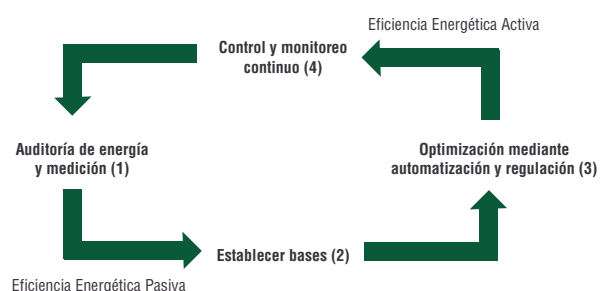 Eficiencia Energética Activa
Control y monitoreo
continuo (4)
Auditoría de energía
y medición (1)
Optimización mediante
automatización y regulación (3)
Establecer bases (2)
Eficiencia Energética Pasiva